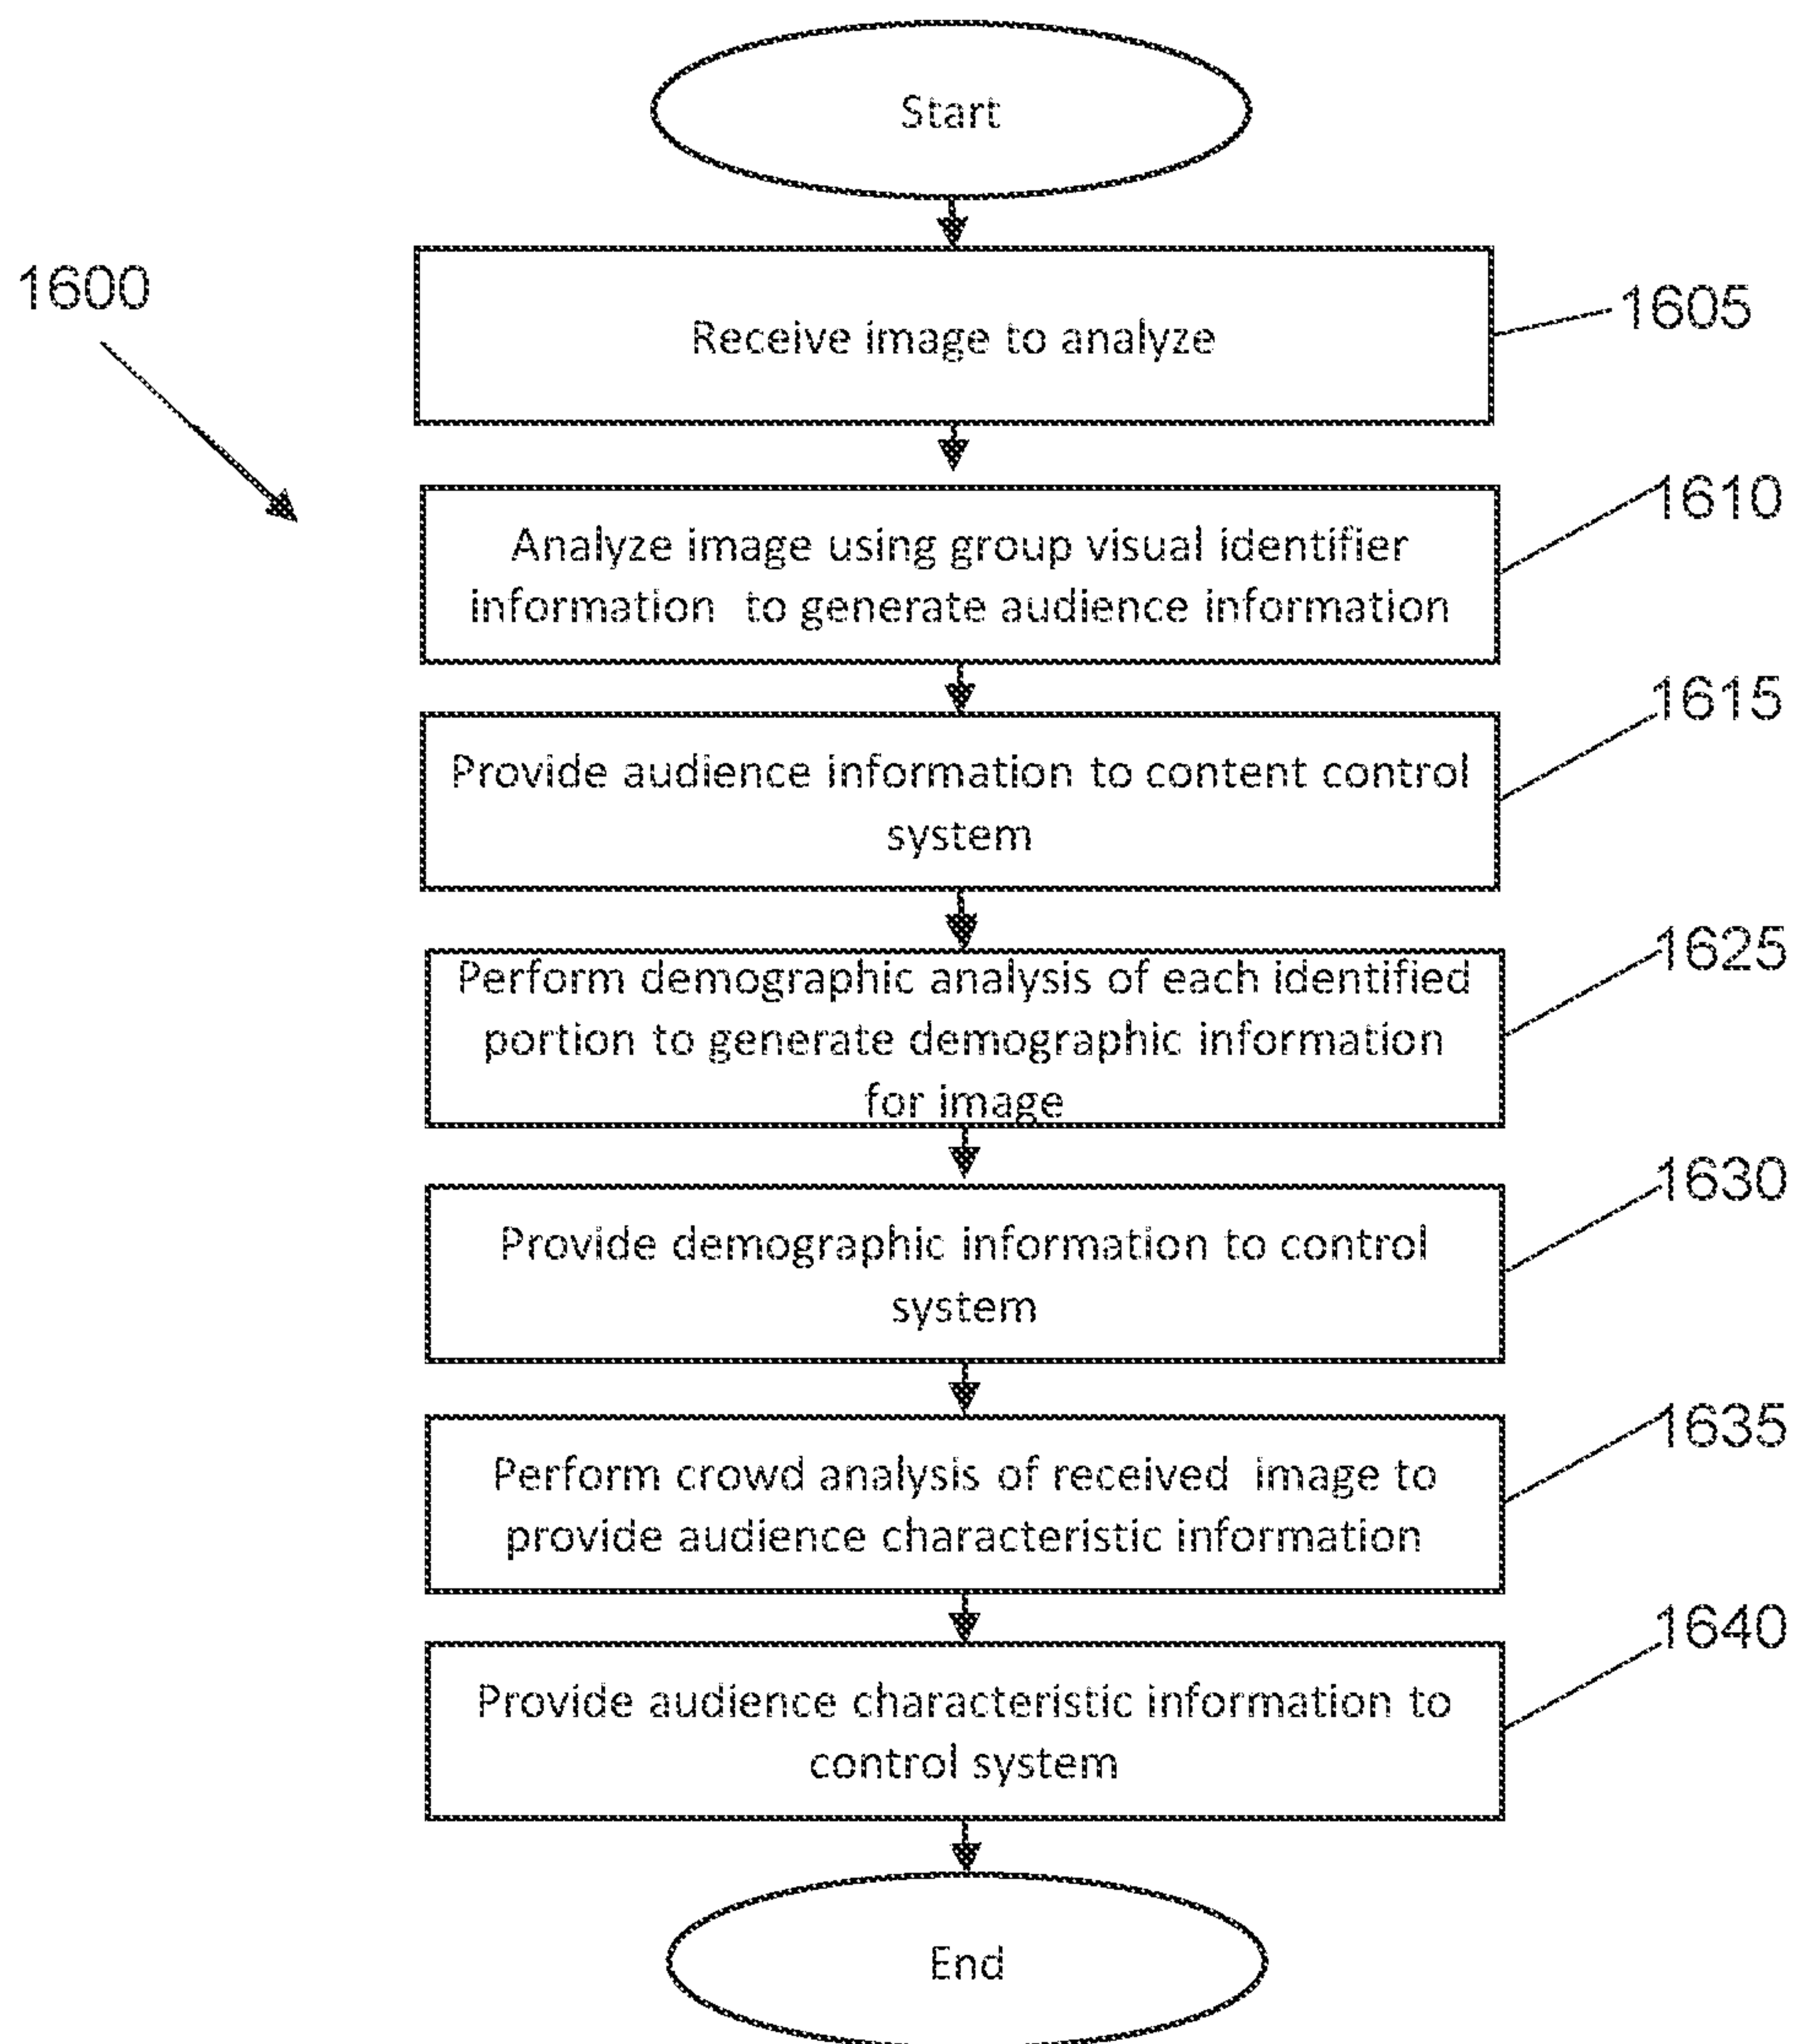 Start
1600
Receive image to analyze
1605
Analyze image using group visual identifier
information to generate audience information
1610
Provide audience information to content control
system
1615
Perform demographic analysis of each identified
portion to generate demographic information
for image
1625
Provide demographic information to control
system
1630
Perform crowd analysis of received image to
provide audience characteristic information
1635
Provide audience characteristic information to
control system
1640
End